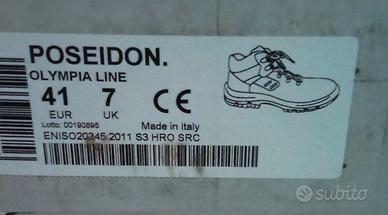 POSEIDON.
OLYMPIA LINE
41 7 CE
EUR UK
Lotto: 00190895 Made in Italy
ENISO20345:2011 S3 HRO SRC
subito